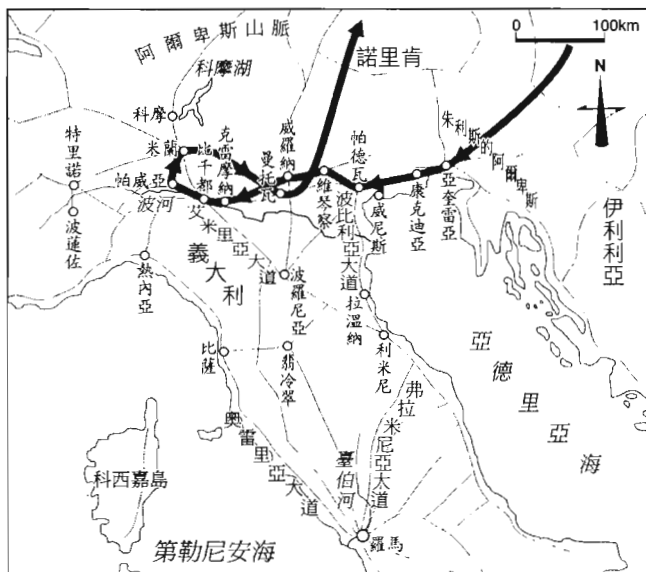 0 100km
N
阿爾卑斯山脈
科摩湖
諾里肯
科摩
特里諾
米蘭
比千都
克雷摩納
曼托瓦
威羅納
維琴察
帕德瓦
朱利斯的阿爾卑斯
帕威亞
波河
波蓮佐
艾米里亞大道
威尼斯
康克迪亞
亞奎雷亞
伊利利亞
波比利亞大道
義大利
熱內亞
波羅尼亞
拉溫納
利米尼
比薩
翡冷翠
亞德里亞海
弗拉米尼亞大道
奧雷里亞大道
臺伯河
科西嘉島
羅馬
第勒尼安海